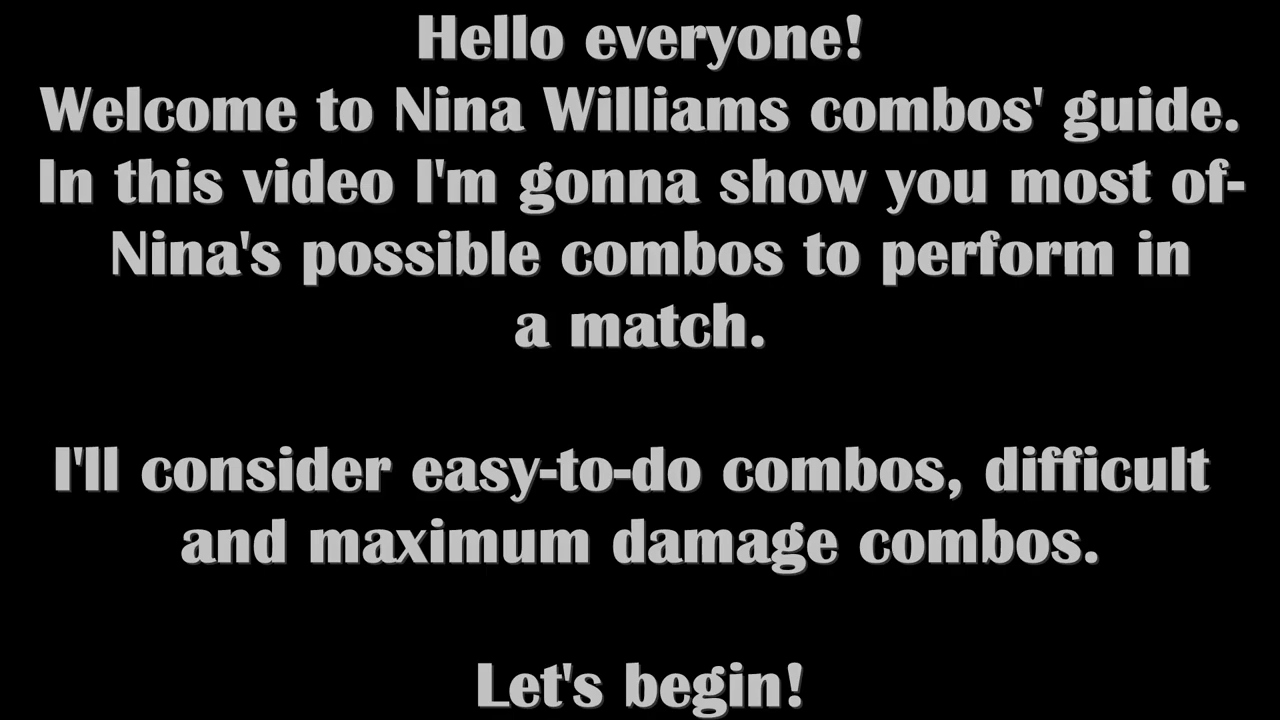 Hello everyone!
Welcome to Nina Williams combos' guide.
In this video I'm gonna show you most of-
Nina's possible combos to perform in
a match.
I'll consider easy-to-do combos, difficult
and maximum damage combos.
Let's begin!